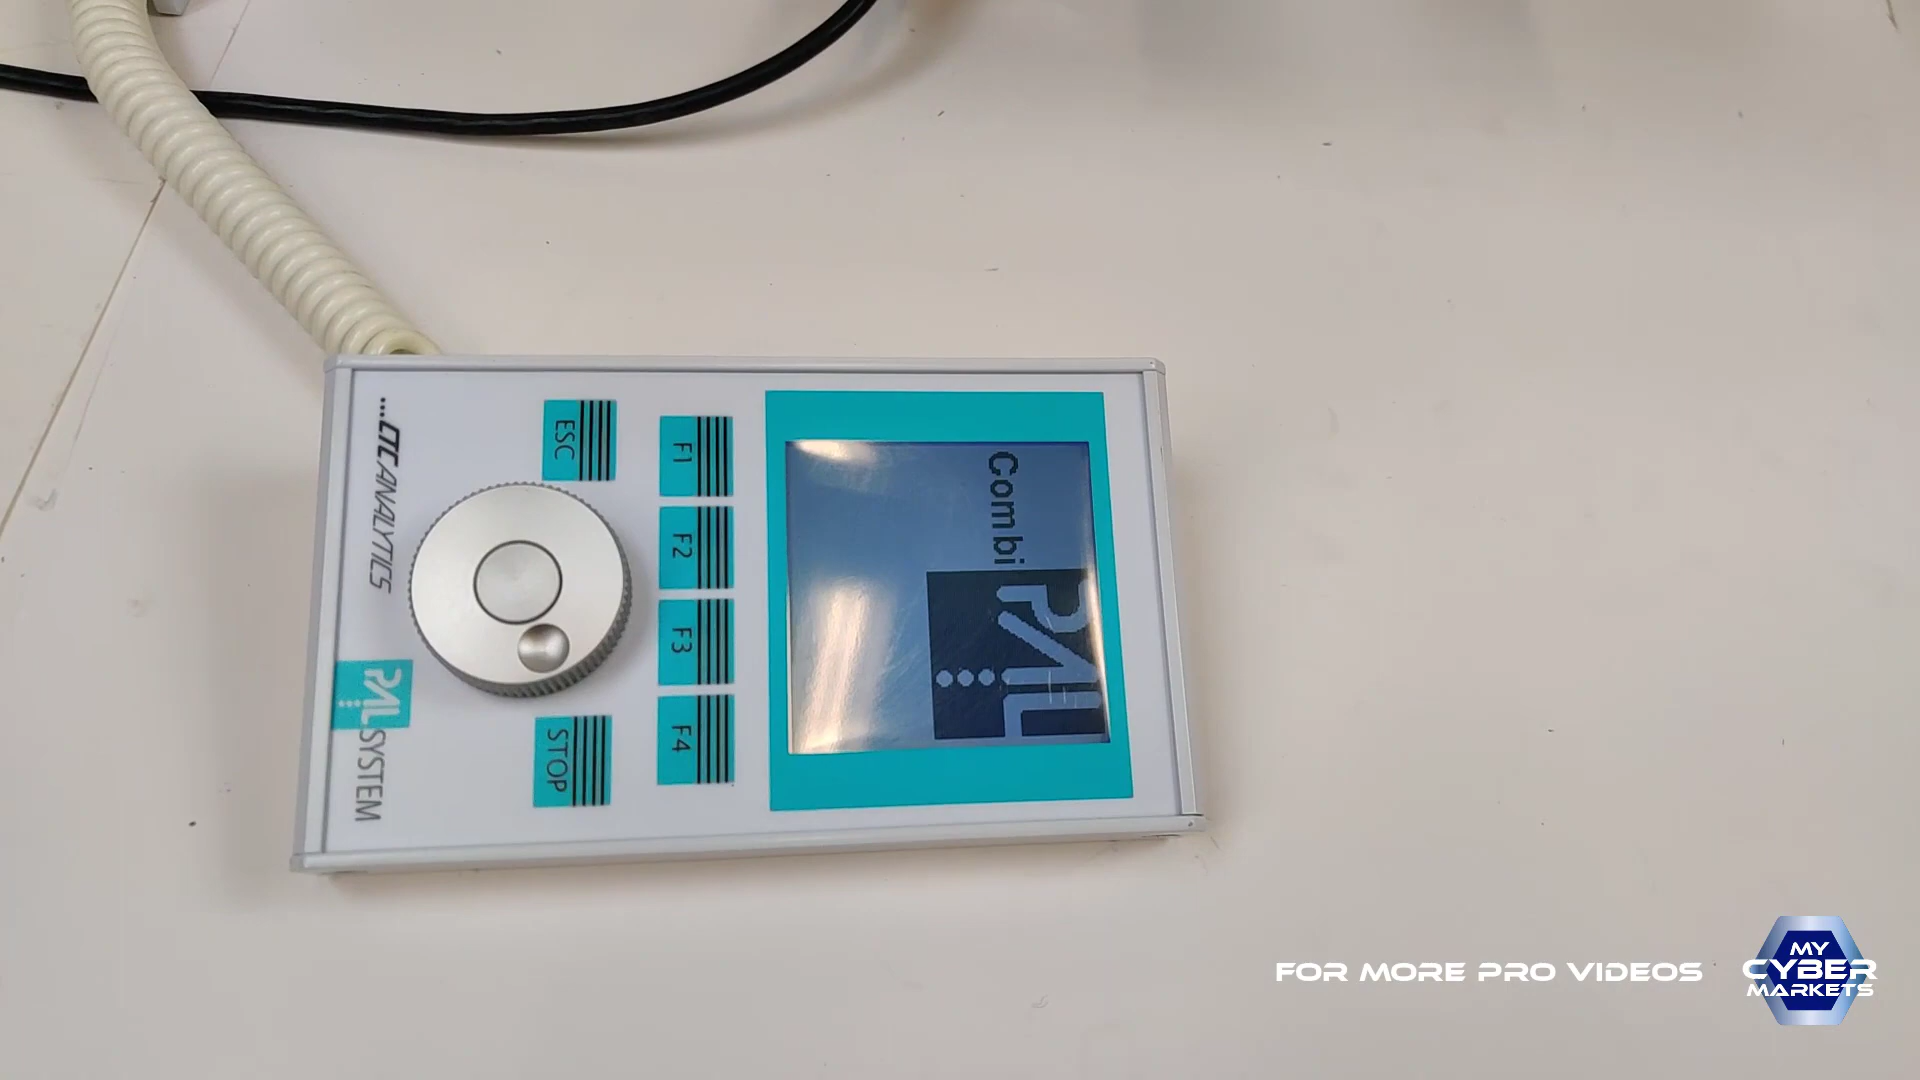 Combi
PAL
F1
F2
F3
F4
ESC
STOP
...CTC ANALYTICS
PAL SYSTEM
FOR MORE PRO VIDEOS
MY
CYBER
MARKETS